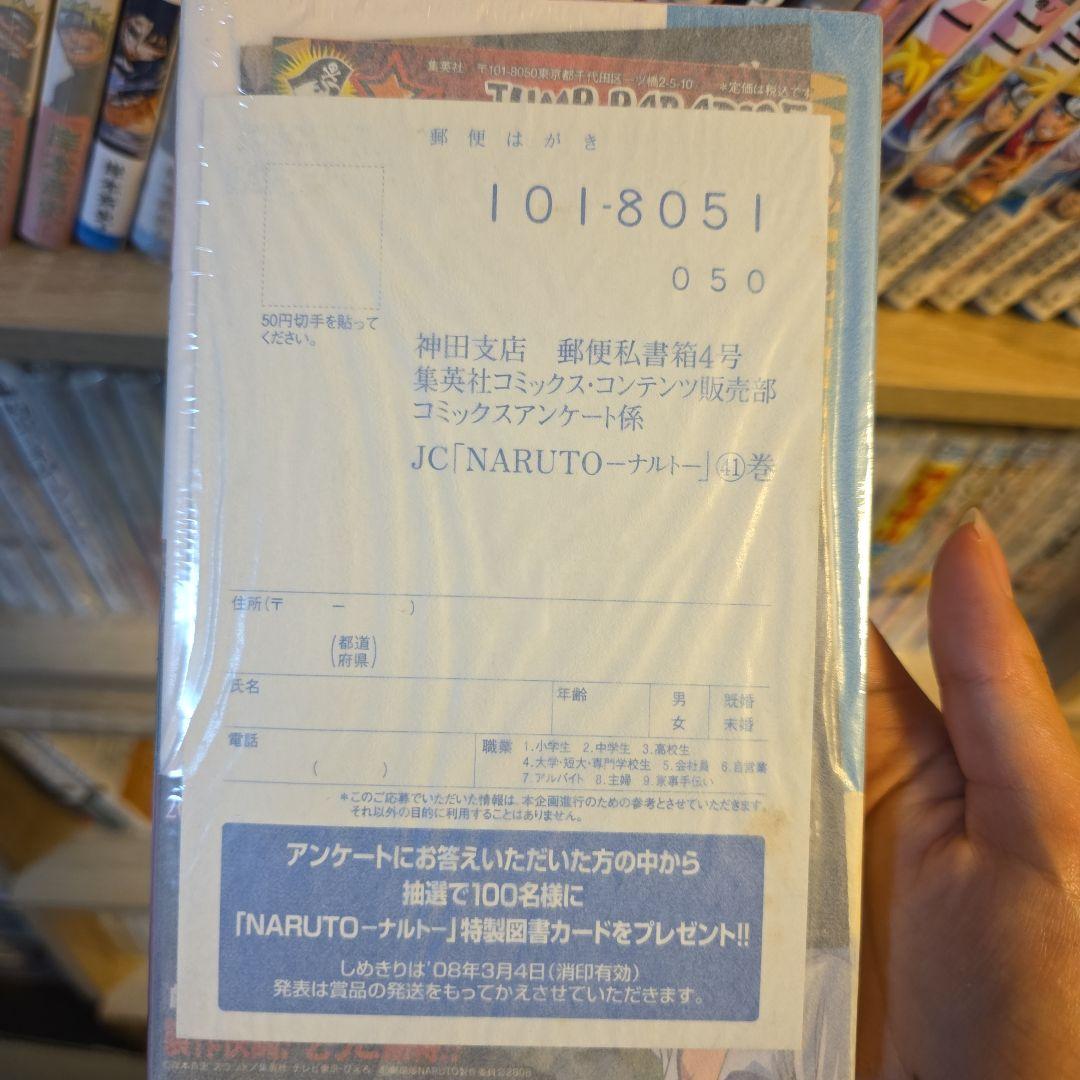 集英社 〒101-8050東京都千代田区一ツ橋2-5-10 *定価は税込です
JUMP PARADISE
郵便はがき
101-8051
050
50円切手を貼って
ください。
神田支店 郵便私書箱4号
集英社コミックス・コンテンツ販売部
コミックスアンケート係
JC「NARUTO―ナルト―」㊶巻
住所(〒 － )
(都道
府県)
氏名
年齢
男
女
既婚
未婚
電話
( )
職業 1.小学生 2.中学生 3.高校生
4.大学・短大・専門学校生 5.会社員 6.自営業
7.アルバイト 8.主婦 9.家事手伝い
*このご応募でいただいた情報は、本企画進行のための参考とさせていただきます。
それ以外の目的に利用することはありません。
アンケートにお答えいただいた方の中から
抽選で100名様に
「NARUTO―ナルト―」特製図書カードをプレゼント!!
しめきりは'08年3月4日(消印有効)
発表は賞品の発送をもってかえさせていただきます。